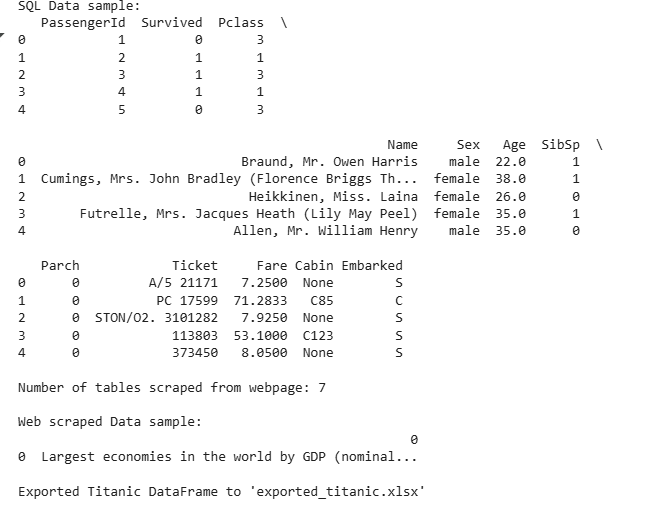 SQL Data sample:
   PassengerId  Survived  Pclass  \
0            1         0       3
1            2         1       1
2            3         1       3
3            4         1       1
4            5         0       3
                                                Name     Sex   Age  SibSp  \
0                            Braund, Mr. Owen Harris    male  22.0      1
1  Cumings, Mrs. John Bradley (Florence Briggs Th...  female  38.0      1
2                             Heikkinen, Miss. Laina  female  26.0      0
3       Futrelle, Mrs. Jacques Heath (Lily May Peel)  female  35.0      1
4                           Allen, Mr. William Henry    male  35.0      0
   Parch            Ticket     Fare Cabin Embarked
0      0         A/5 21171   7.2500  None        S
1      0          PC 17599  71.2833   C85        C
2      0  STON/O2. 3101282   7.9250  None        S
3      0            113803  53.1000  C123        S
4      0            373450   8.0500  None        S
Number of tables scraped from webpage: 7
Web scraped Data sample:
                                                   0
0  Largest economies in the world by GDP (nominal...
Exported Titanic DataFrame to 'exported_titanic.xlsx'